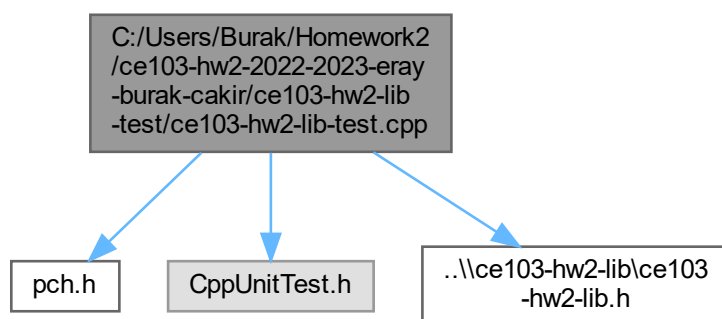 C:/Users/Burak/Homework2
/ce103-hw2-2022-2023-eray
-burak-cakir/ce103-hw2-lib
-test/ce103-hw2-lib-test.cpp
pch.h
CppUnitTest.h
..\\ce103-hw2-lib\ce103
-hw2-lib.h